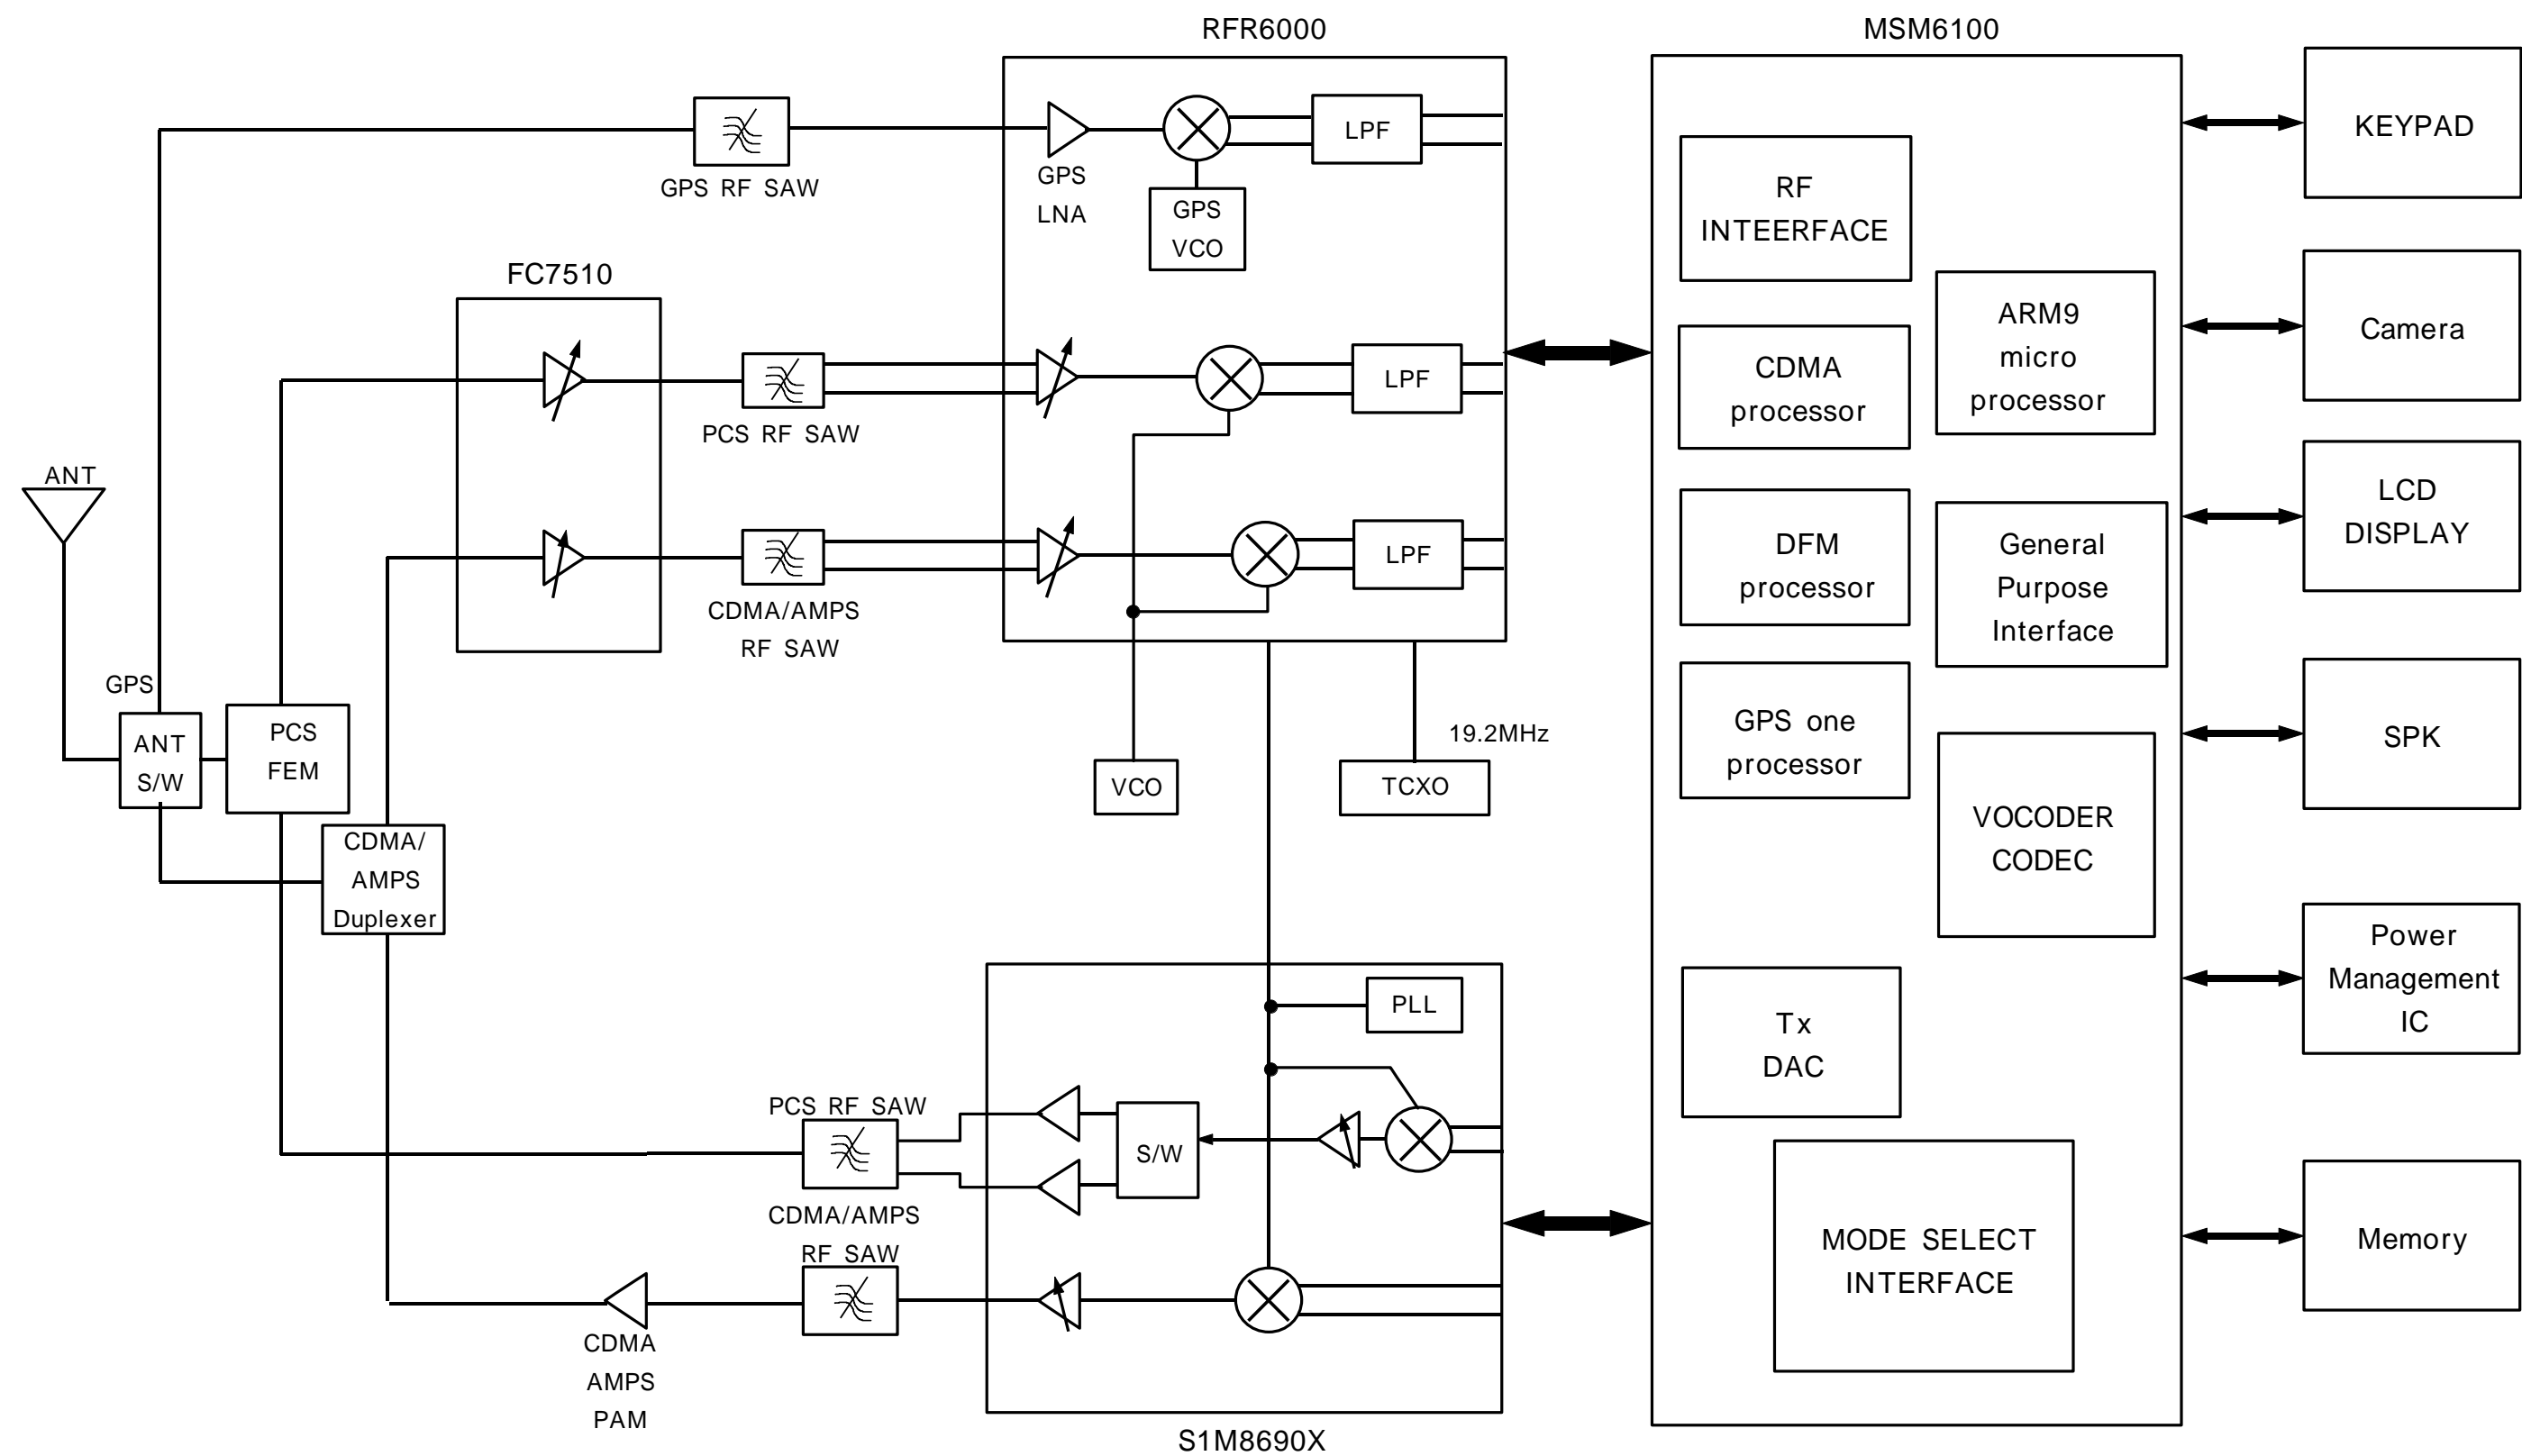 RFR6000
MSM6100
KEYPAD
LPF
GPS RF SAW
GPS
LNA
GPS
VCO
RF
INTEERFACE
FC7510
ARM9
micro
processor
Camera
CDMA
processor
LPF
PCS RF SAW
ANT
LCD
DISPLAY
DFM
processor
General
Purpose
Interface
LPF
CDMA/AMPS
RF SAW
GPS
ANT
S/W
PCS
FEM
19.2MHz
VCO
TCXO
GPS one
processor
SPK
VOCODER
CODEC
CDMA/
AMPS
Duplexer
Power
Management
IC
PLL
Tx
DAC
PCS RF SAW
S/W
CDMA/AMPS
RF SAW
MODE SELECT
INTERFACE
Memory
CDMA
AMPS
PAM
S1M8690X